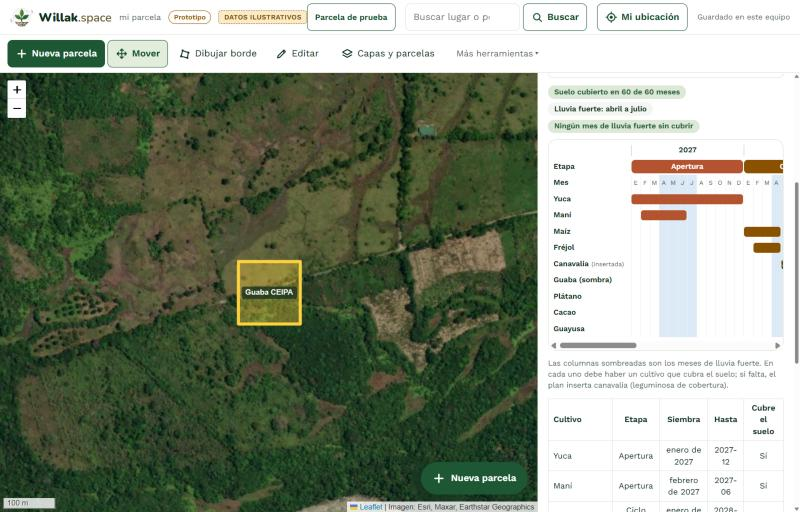 Willak.space mi parcela Prototipo DATOS ILUSTRATIVOS Parcela de prueba Buscar lugar o Buscar Mi ubicación Guardado en este equipo
+ Nueva parcela Mover Dibujar borde Editar Capas y parcelas Más herramientas
+
−
Guaba CEIPA
+ Nueva parcela
100 m
Leaflet | Imagen: Esri, Maxar, Earthstar Geographics
Suelo cubierto en 60 de 60 meses
Lluvia fuerte: abril a julio
Ningún mes de lluvia fuerte sin cubrir
2027
Etapa Apertura
Mes E F M A M J J A S O N D E F M A
Yuca
Maní
Maíz
Fréjol
Canavalia (insertada)
Guaba (sombra)
Plátano
Cacao
Guayusa
Las columnas sombreadas son los meses de lluvia fuerte. En
cada uno debe haber un cultivo que cubra el suelo; si falta, el
plan inserta canavalia (leguminosa de cobertura).
Cultivo Etapa Siembra Hasta Cubre el suelo
Yuca Apertura enero de 2027 2027-12 Sí
Maní Apertura febrero de 2027 2027-06 Sí
Ciclo enero de 2028-